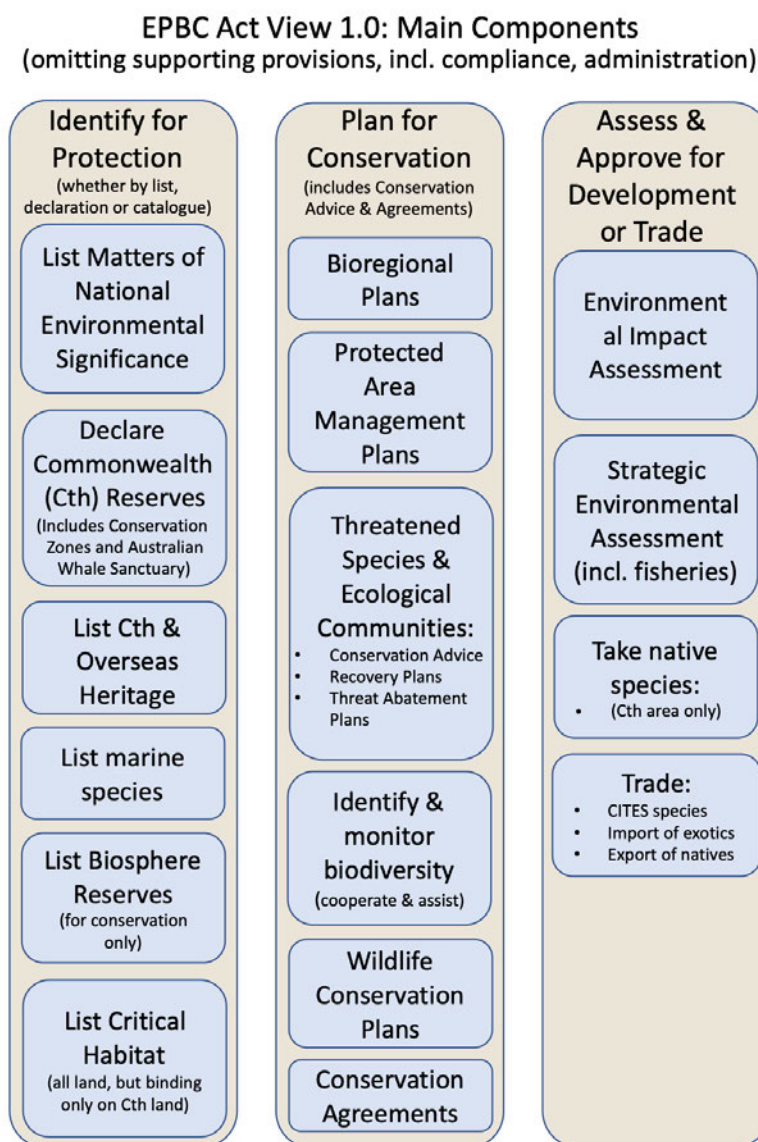 EPBC Act View 1.0: Main Components
(omitting supporting provisions, incl. compliance, administration)
Identify for
Protection
(whether by list,
declaration or catalogue)
List Matters of
National
Environmental
Significance
Declare
Commonwealth
(Cth) Reserves
(Includes Conservation
Zones and Australian
Whale Sanctuary)
List Cth &
Overseas
Heritage
List marine
species
List Biosphere
Reserves
(for conservation
only)
List Critical
Habitat
(all land, but binding
only on Cth land)
Plan for
Conservation
(includes Conservation
Advice & Agreements)
Bioregional
Plans
Protected
Area
Management
Plans
Threatened
Species &
Ecological
Communities:
• Conservation Advice
• Recovery Plans
• Threat Abatement
Plans
Identify &
monitor
biodiversity
(cooperate & assist)
Wildlife
Conservation
Plans
Conservation
Agreements
Assess &
Approve for
Development
or Trade
Environment
al Impact
Assessment
Strategic
Environmental
Assessment
(incl. fisheries)
Take native
species:
• (Cth area only)
Trade:
• CITES species
• Import of exotics
• Export of natives